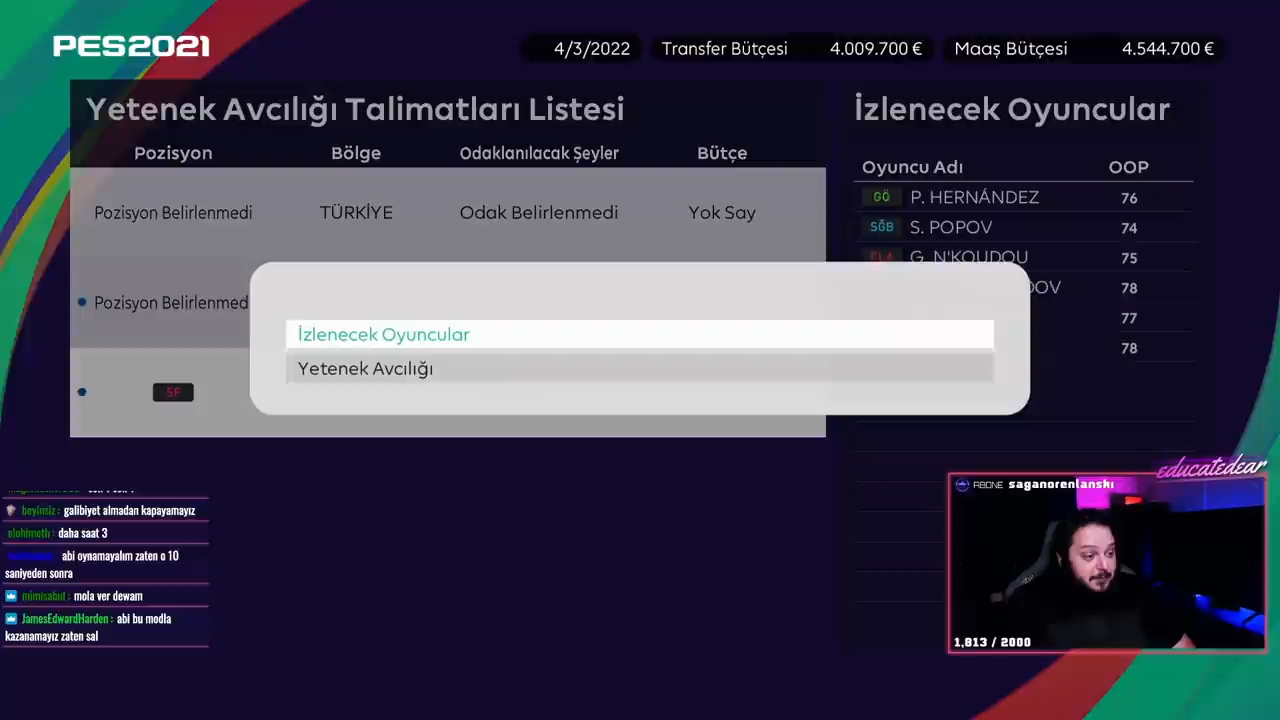 PES2021
4/3/2022
Transfer Bütçesi 4.009.700 €
Maaş Bütçesi 4.544.700 €
Yetenek Avcılığı Talimatları Listesi
Pozisyon Bölge Odaklanılacak Şeyler Bütçe
Pozisyon Belirlenmedi TÜRKİYE Odak Belirlenmedi Yok Say
Pozisyon Belirlenmed
SF
İzlenecek Oyuncular
Oyuncu Adı OOP
GÖ P. HERNÁNDEZ 76
SĞB S. POPOV 74
G. N'KOUDOU 75
DOV 78
77
78
İzlenecek Oyuncular
Yetenek Avcılığı
beyinsiz : galibiyet almadan kapayamayız
elohimoth : daha saat 3
abi oynamayalım zaten o 10
saniyeden sonra
mimisabul : mola ver dewam
JamesEdwardHarden : abi bu modla
kazanamayız zaten sal
educatedear
ABONE saganorenlanski
1,813 / 2000